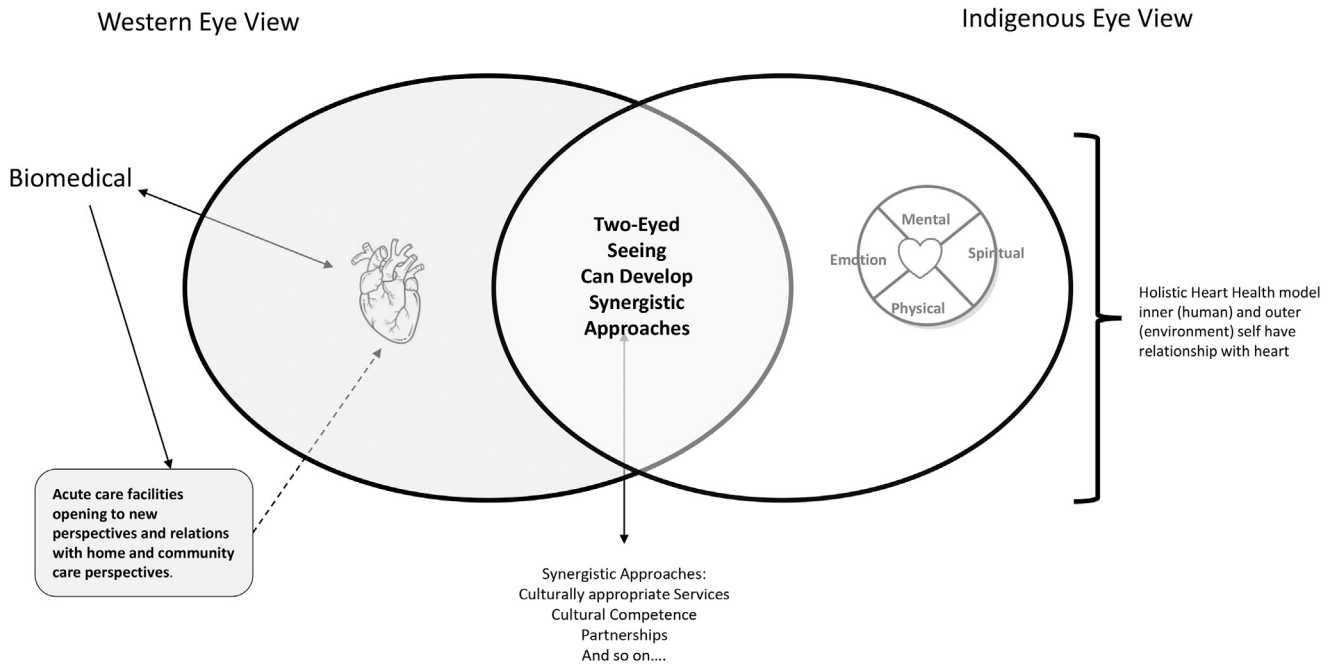 Western Eye View
Indigenous Eye View
Biomedical
Two-Eyed
Seeing
Can Develop
Synergistic
Approaches
Mental
Emotion
Spiritual
Physical
Holistic Heart Health model
inner (human) and outer
(environment) self have
relationship with heart
Acute care facilities
opening to new
perspectives and relations
with home and community
care perspectives.
Synergistic Approaches:
Culturally appropriate Services
Cultural Competence
Partnerships
And so on....